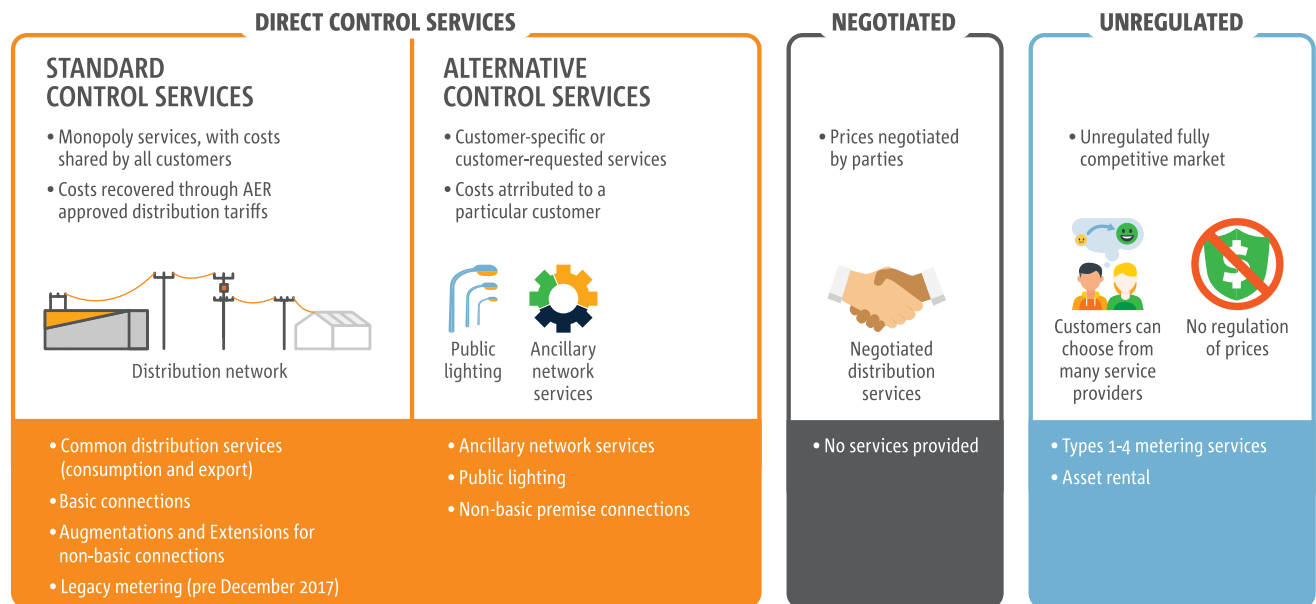 DIRECT CONTROL SERVICES
STANDARD
CONTROL SERVICES
• Monopoly services, with costs
shared by all customers
• Costs recovered through AER
approved distribution tariffs
Distribution network
• Common distribution services
(consumption and export)
• Basic connections
• Augmentations and Extensions for
non-basic connections
• Legacy metering (pre December 2017)
ALTERNATIVE
CONTROL SERVICES
• Customer-specific or
customer-requested services
• Costs atrributed to a
particular customer
Public
lighting
Ancillary
network
services
• Ancillary network services
• Public lighting
• Non-basic premise connections
NEGOTIATED
• Prices negotiated
by parties
Negotiated
distribution
services
• No services provided
UNREGULATED
• Unregulated fully
competitive market
$
Customers can
choose from
many service
providers
No regulation
of prices
• Types 1-4 metering services
• Asset rental